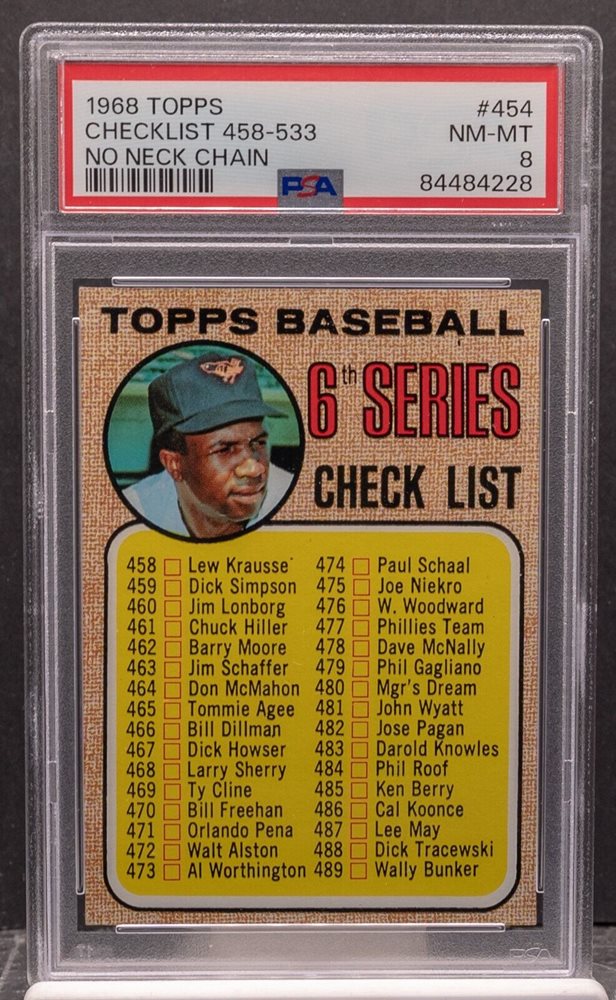 1968 TOPPS #454
CHECKLIST 458-533 NM-MT
NO NECK CHAIN 8
PSA 84484228
TOPPS BASEBALL
6th SERIES
CHECK LIST
458 Lew Krausse 474 Paul Schaal
459 Dick Simpson 475 Joe Niekro
460 Jim Lonborg 476 W. Woodward
461 Chuck Hiller 477 Phillies Team
462 Barry Moore 478 Dave McNally
463 Jim Schaffer 479 Phil Gagliano
464 Don McMahon 480 Mgr's Dream
465 Tommie Agee 481 John Wyatt
466 Bill Dillman 482 Jose Pagan
467 Dick Howser 483 Darold Knowles
468 Larry Sherry 484 Phil Roof
469 Ty Cline 485 Ken Berry
470 Bill Freehan 486 Cal Koonce
471 Orlando Pena 487 Lee May
472 Walt Alston 488 Dick Tracewski
473 Al Worthington 489 Wally Bunker
PSA